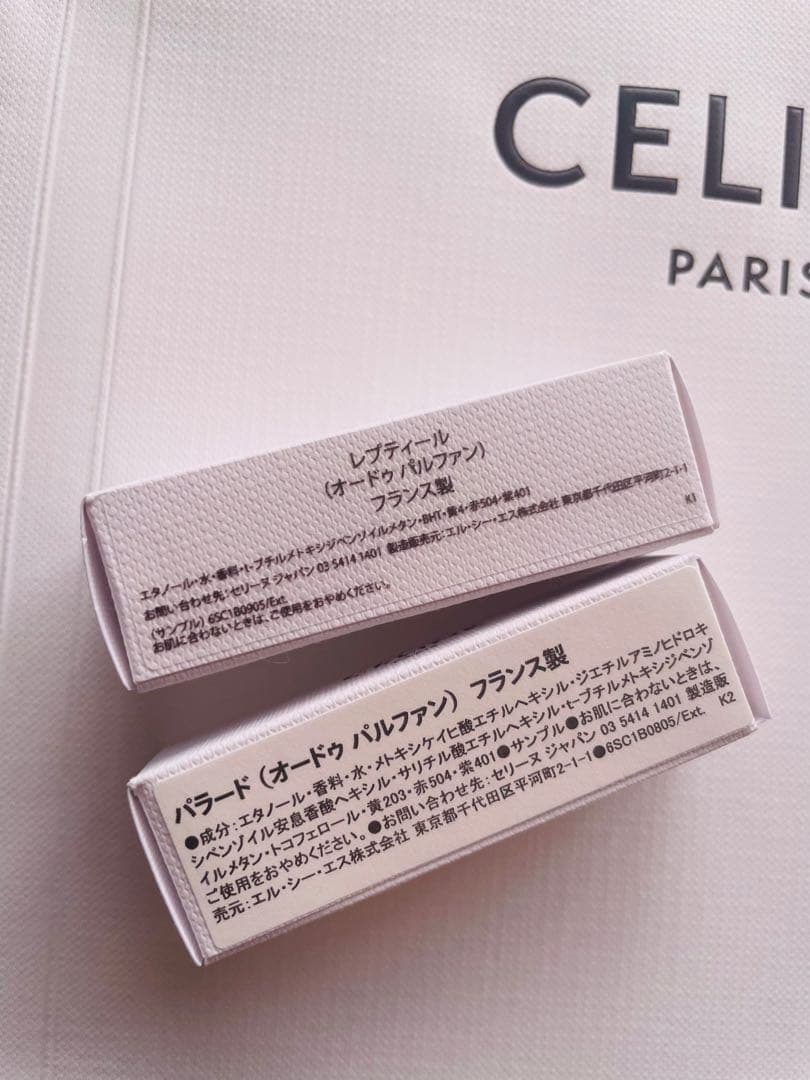 CELI
PARIS
レプティール
(オードゥ パルファン)
フランス製
エタノール・水・香料・t-ブチルメトキシジベンゾイルメタン・BHT・黄4・赤504・紫401
お問い合わせ先：セリーヌ ジャパン 03 5414 1401 製造販売元：エル・シー・エス株式会社 東京都千代田区平河町2-1-1
(サンプル) 6SC1B0905/Ext.
お肌に合わないときは、ご使用をおやめください。
K1
パラード (オードゥ パルファン) フランス製
●成分：エタノール・香料・水・メトキシケイヒ酸エチルヘキシル・ジエチルアミノヒドロキ
シベンゾイル安息香酸ヘキシル・サリチル酸エチルヘキシル・t-ブチルメトキシジベンゾ
イルメタン・トコフェロール・黄203・赤504・紫401●サンプル●お肌に合わないときは、
ご使用をおやめください。●お問い合わせ先：セリーヌ ジャパン 03 5414 1401 製造販
売元：エル・シー・エス株式会社 東京都千代田区平河町2-1-1●6SC1B0805/Ext. K2